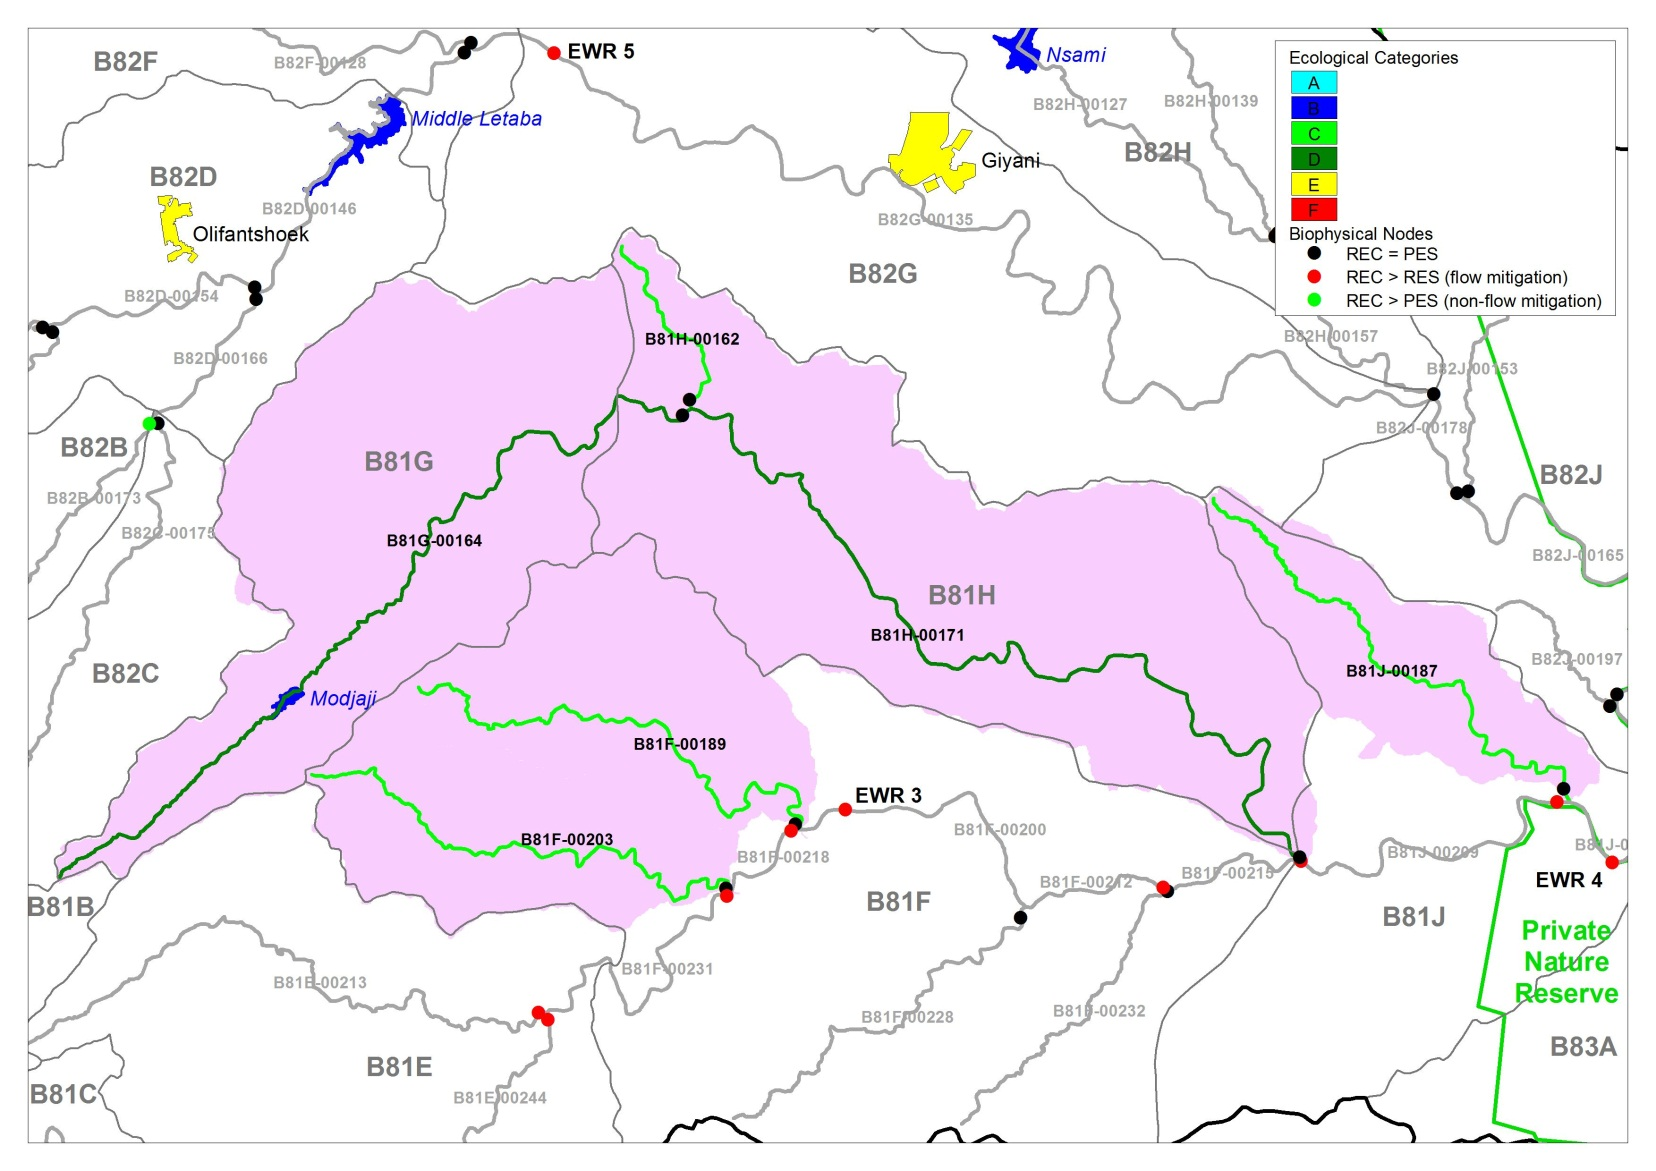 B82F
B82F-00128
EWR 5
Nsami
Ecological Categories
A
B
C
D
E
F
Biophysical Nodes
REC = PES
REC > RES (flow mitigation)
REC > PES (non-flow mitigation)
B82H-00127
B82H-00139
Middle Letaba
B82H
Giyani
B82D
B82D-00146
B82G-00135
Olifantshoek
B82G
B82D-00154
B82H-00157
B81H-00162
B82D-00166
B82J-00153
B82J-00178
B82B
B81G
B82J
B82B-00173
B82C-00175
B81G-00164
B82J-00165
B81H
B81H-00171
B82C
B82J-00197
B81J-00187
Modjaji
B81F-00189
EWR 3
B81F-00200
B81F-00203
B81F-00218
B81J-00209
B81J-0
B81F-00215
B81F-00212
EWR 4
B81B
B81F
B81J
Private
Nature
Reserve
B81F-00231
B81E-00213
B81F-00228
B81F-00232
B83A
B81E
B81C
B81E-00244